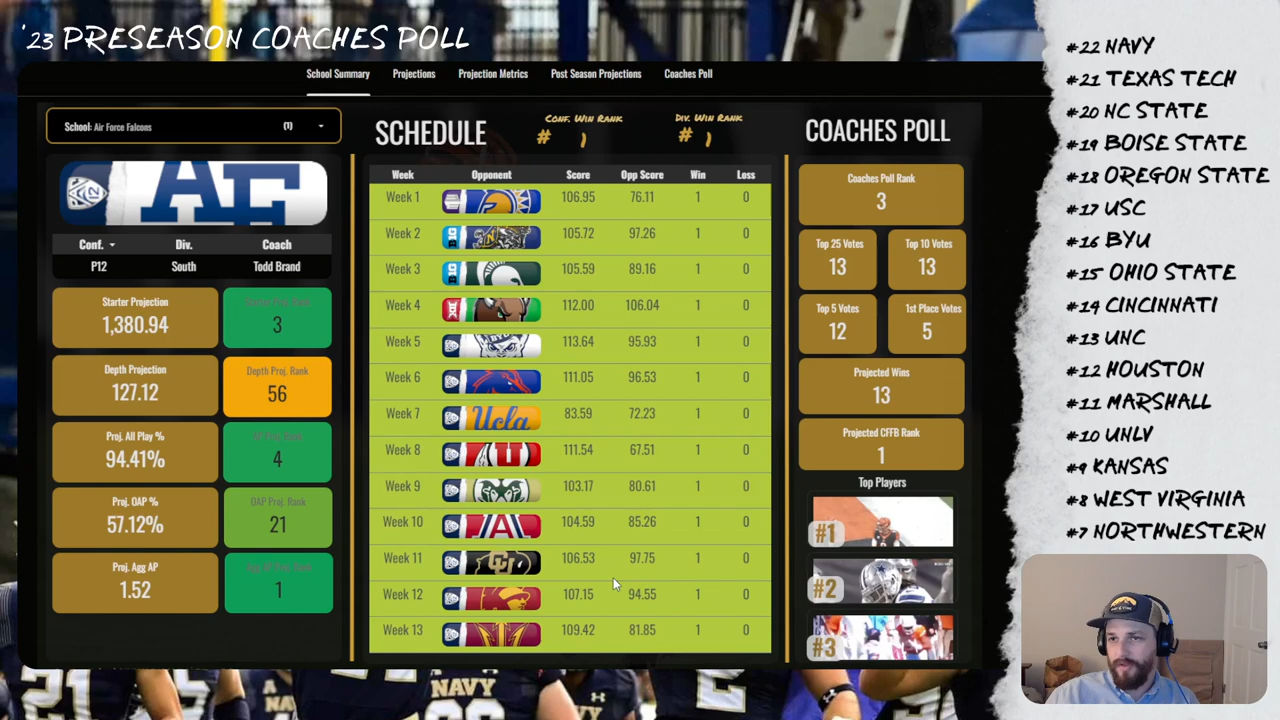 '23 PRESEASON COACHES POLL
School Summary
Projections
Projection Metrics
Post Season Projections
Coaches Poll
School: Air Force Falcons (1)
AF
Conf. Div. Coach
P12 South Todd Brand
Starter Projection
1,380.94
3
Depth Projection
127.12
Depth Proj. Rank
56
Proj. All Play %
94.41%
4
Proj. OAP %
57.12%
OAP Proj. Rank
21
Proj. Agg AP
1.52
1
SCHEDULE
CONF. WIN RANK
# 1
DIV. WIN RANK
# 1
Week Opponent Score Opp Score Win Loss
Week 1 106.95 76.11 1 0
Week 2 105.72 97.26 1 0
Week 3 105.59 89.16 1 0
Week 4 112.00 106.04 1 0
Week 5 BYU 113.64 95.93 1 0
Week 6 111.05 96.53 1 0
Week 7 Ucla 83.59 72.23 1 0
Week 8 U 111.54 67.51 1 0
Week 9 103.17 80.61 1 0
Week 10 A 104.59 85.26 1 0
Week 11 CU 106.53 97.75 1 0
Week 12 107.15 94.55 1 0
Week 13 109.42 81.85 1 0
COACHES POLL
Coaches Poll Rank
3
Top 25 Votes
13
Top 10 Votes
13
Top 5 Votes
12
1st Place Votes
5
Projected Wins
13
Projected CFFB Rank
1
Top Players
#1
#2
#3
#22 NAVY
#21 TEXAS TECH
#20 NC STATE
#19 BOISE STATE
#18 OREGON STATE
#17 USC
#16 BYU
#15 OHIO STATE
#14 CINCINNATI
#13 UNC
#12 HOUSTON
#11 MARSHALL
#10 UNLV
#9 KANSAS
#8 WEST VIRGINIA
#7 NORTHWESTERN
21
NAVY
NAVY
2